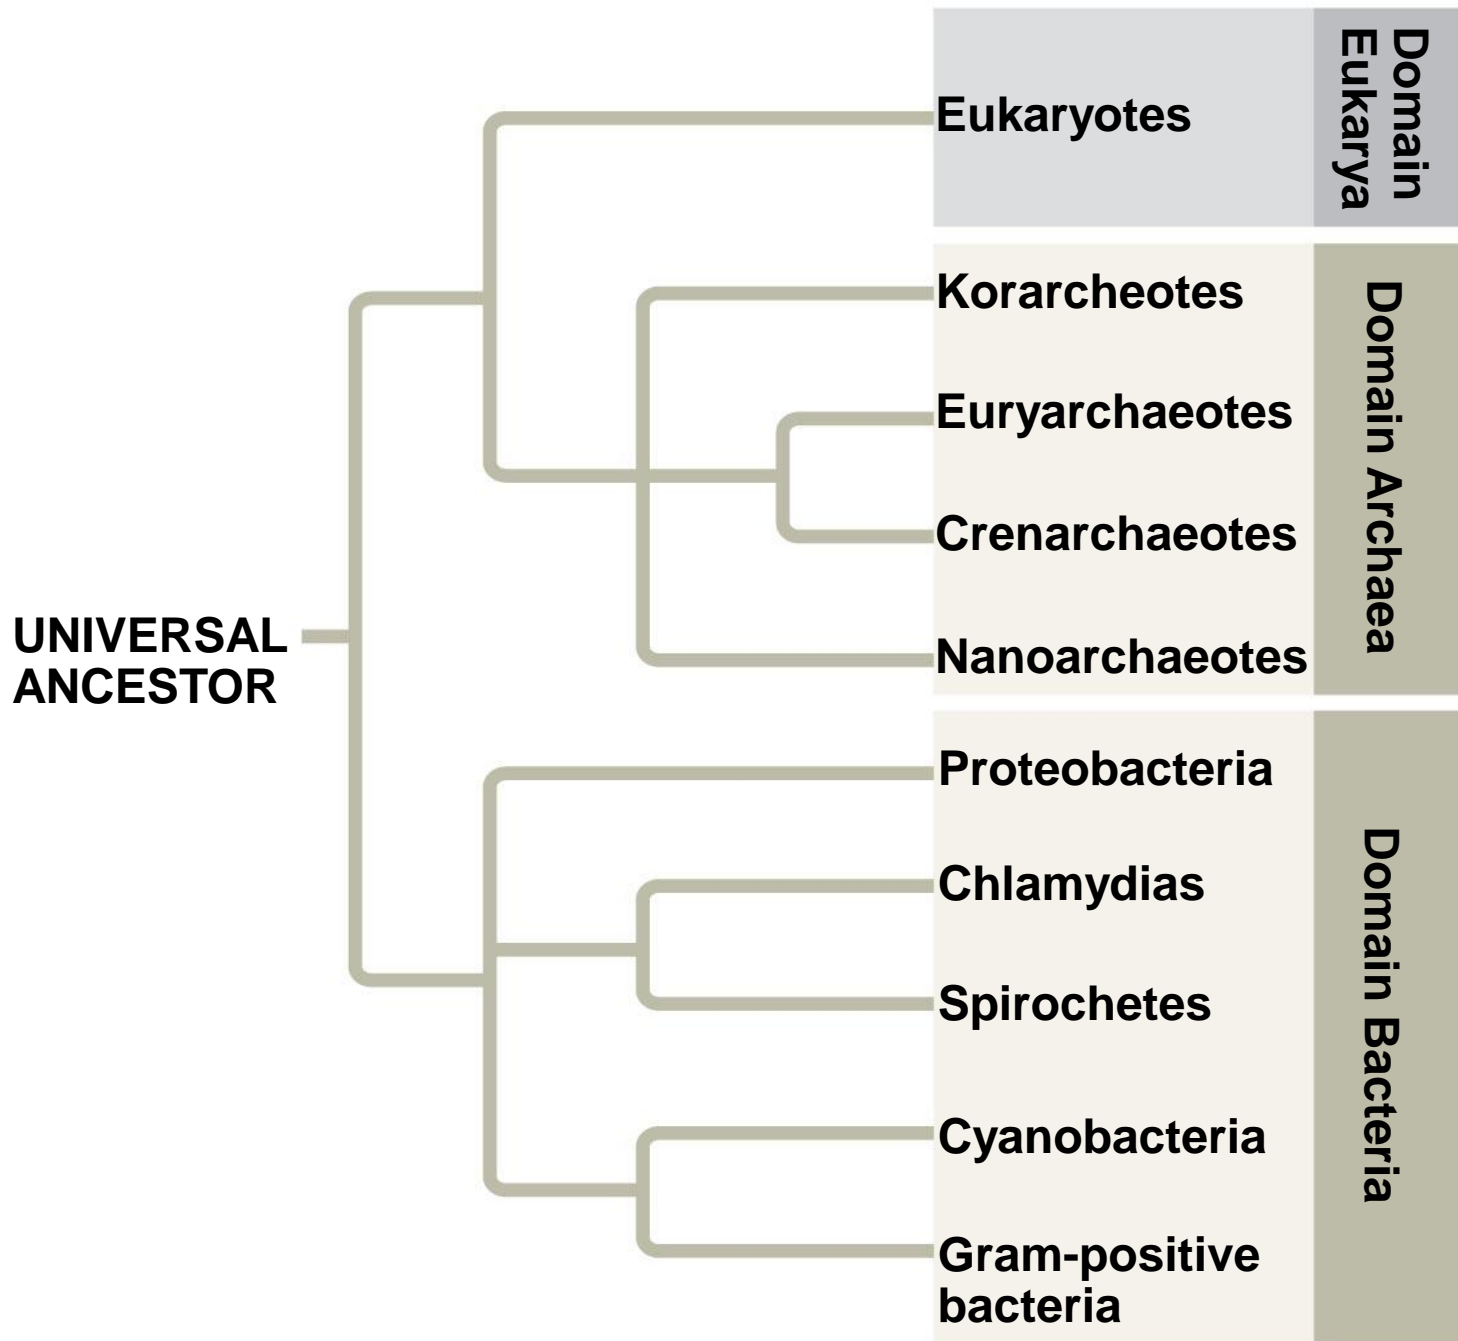 Eukaryotes
Domain
Eukarya
Korarcheotes
Euryarchaeotes
Crenarchaeotes
Nanoarchaeotes
Domain Archaea
UNIVERSAL
ANCESTOR
Proteobacteria
Chlamydias
Spirochetes
Cyanobacteria
Gram-positive
bacteria
Domain Bacteria